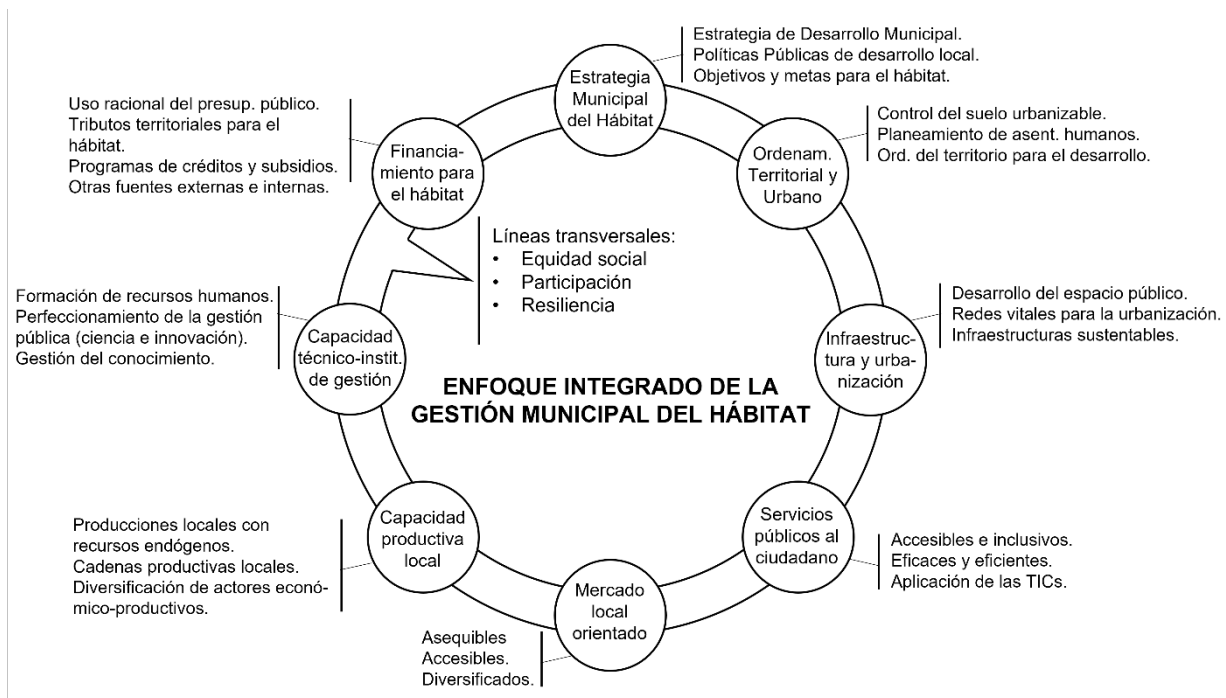 Estrategia
Municipal
del Hábitat
Estrategia de Desarrollo Municipal.
Políticas Públicas de desarrollo local.
Objetivos y metas para el hábitat.
Ordenam.
Territorial y
Urbano
Control del suelo urbanizable.
Planeamiento de asent. humanos.
Ord. del territorio para el desarrollo.
Infraestruc-
tura y urba-
nización
Desarrollo del espacio público.
Redes vitales para la urbanización.
Infraestructuras sustentables.
Servicios
públicos al
ciudadano
Accesibles e inclusivos.
Eficaces y eficientes.
Aplicación de las TICs.
Mercado
local
orientado
Asequibles
Accesibles.
Diversificados.
Capacidad
productiva
local
Producciones locales con
recursos endógenos.
Cadenas productivas locales.
Diversificación de actores econó-
mico-productivos.
Capacidad
técnico-instit.
de gestión
Formación de recursos humanos.
Perfeccionamiento de la gestión
pública (ciencia e innovación).
Gestión del conocimiento.
Financia-
miento para
el hábitat
Uso racional del presup. público.
Tributos territoriales para el
hábitat.
Programas de créditos y subsidios.
Otras fuentes externas e internas.
Líneas transversales:
• Equidad social
• Participación
• Resiliencia
ENFOQUE INTEGRADO DE LA
GESTIÓN MUNICIPAL DEL HÁBITAT